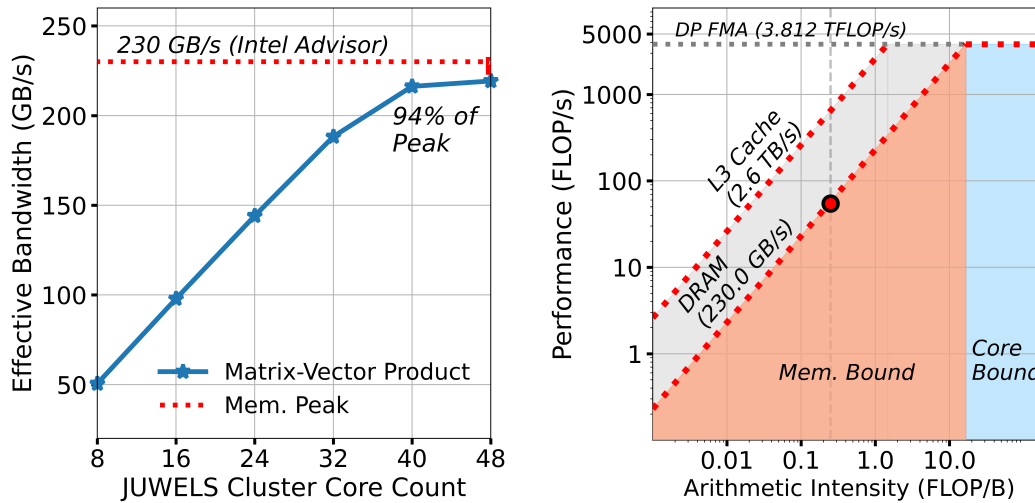 250
200
150
100
50
Effective Bandwidth (GB/s)
230 GB/s (Intel Advisor)
94% of
Peak
Matrix-Vector Product
Mem. Peak
8 16 24 32 40 48
JUWELS Cluster Core Count
5000
1000
100
10
1
Performance (FLOP/s)
DP FMA (3.812 TFLOP/s)
L3 Cache
(2.6 TB/s)
DRAM
(230.0 GB/s)
Mem. Bound
Core
Bound
0.01 0.1 1.0 10.0
Arithmetic Intensity (FLOP/B)